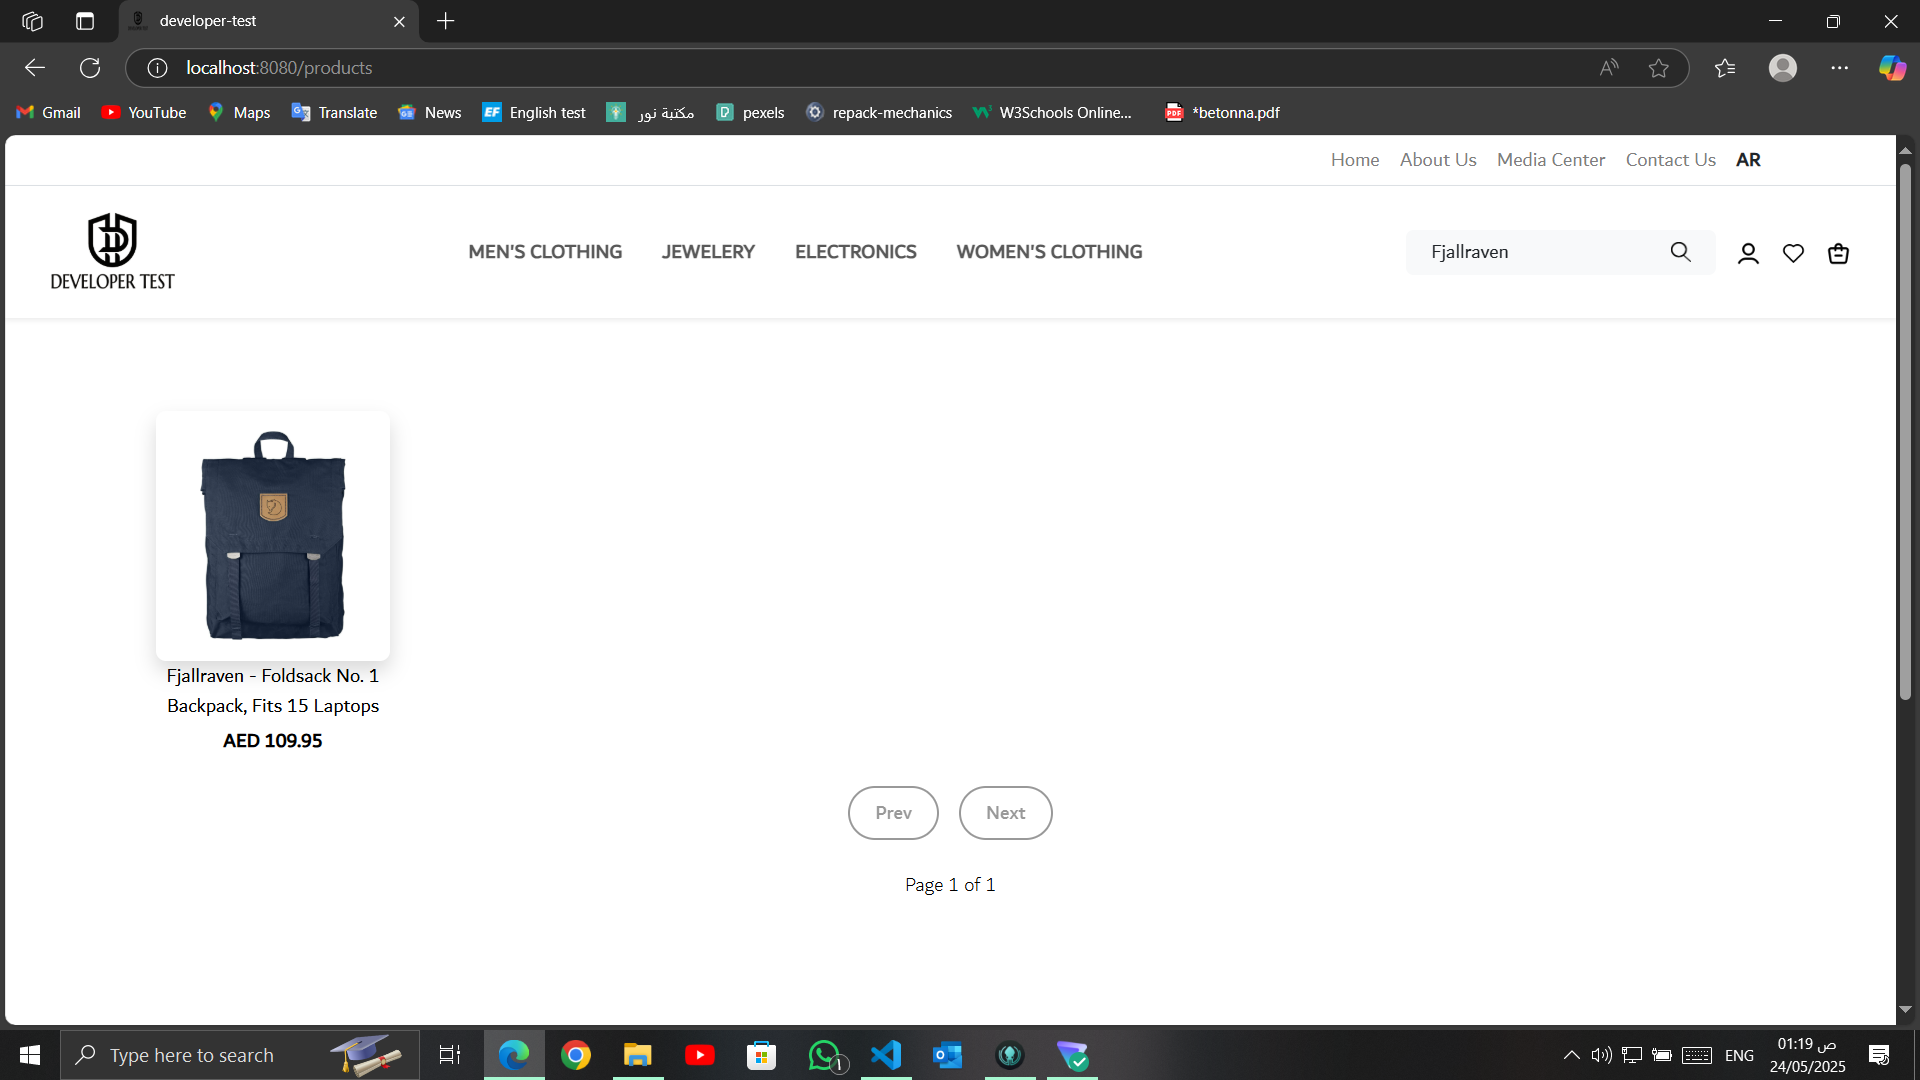 developer-test
localhost:8080/products
Gmail
YouTube
Maps
Translate
News
EF
English test
مكتبة نور
pexels
repack-mechanics
W3Schools Online...
PDF
*betonna.pdf
Home
About Us
Media Center
Contact Us
AR
DEVELOPER TEST
MEN'S CLOTHING
JEWELERY
ELECTRONICS
WOMEN'S CLOTHING
Fjallraven
Fjallraven - Foldsack No. 1
Backpack, Fits 15 Laptops
AED 109.95
Prev
Next
Page 1 of 1
Type here to search
ENG
01:19 ص
24/05/2025